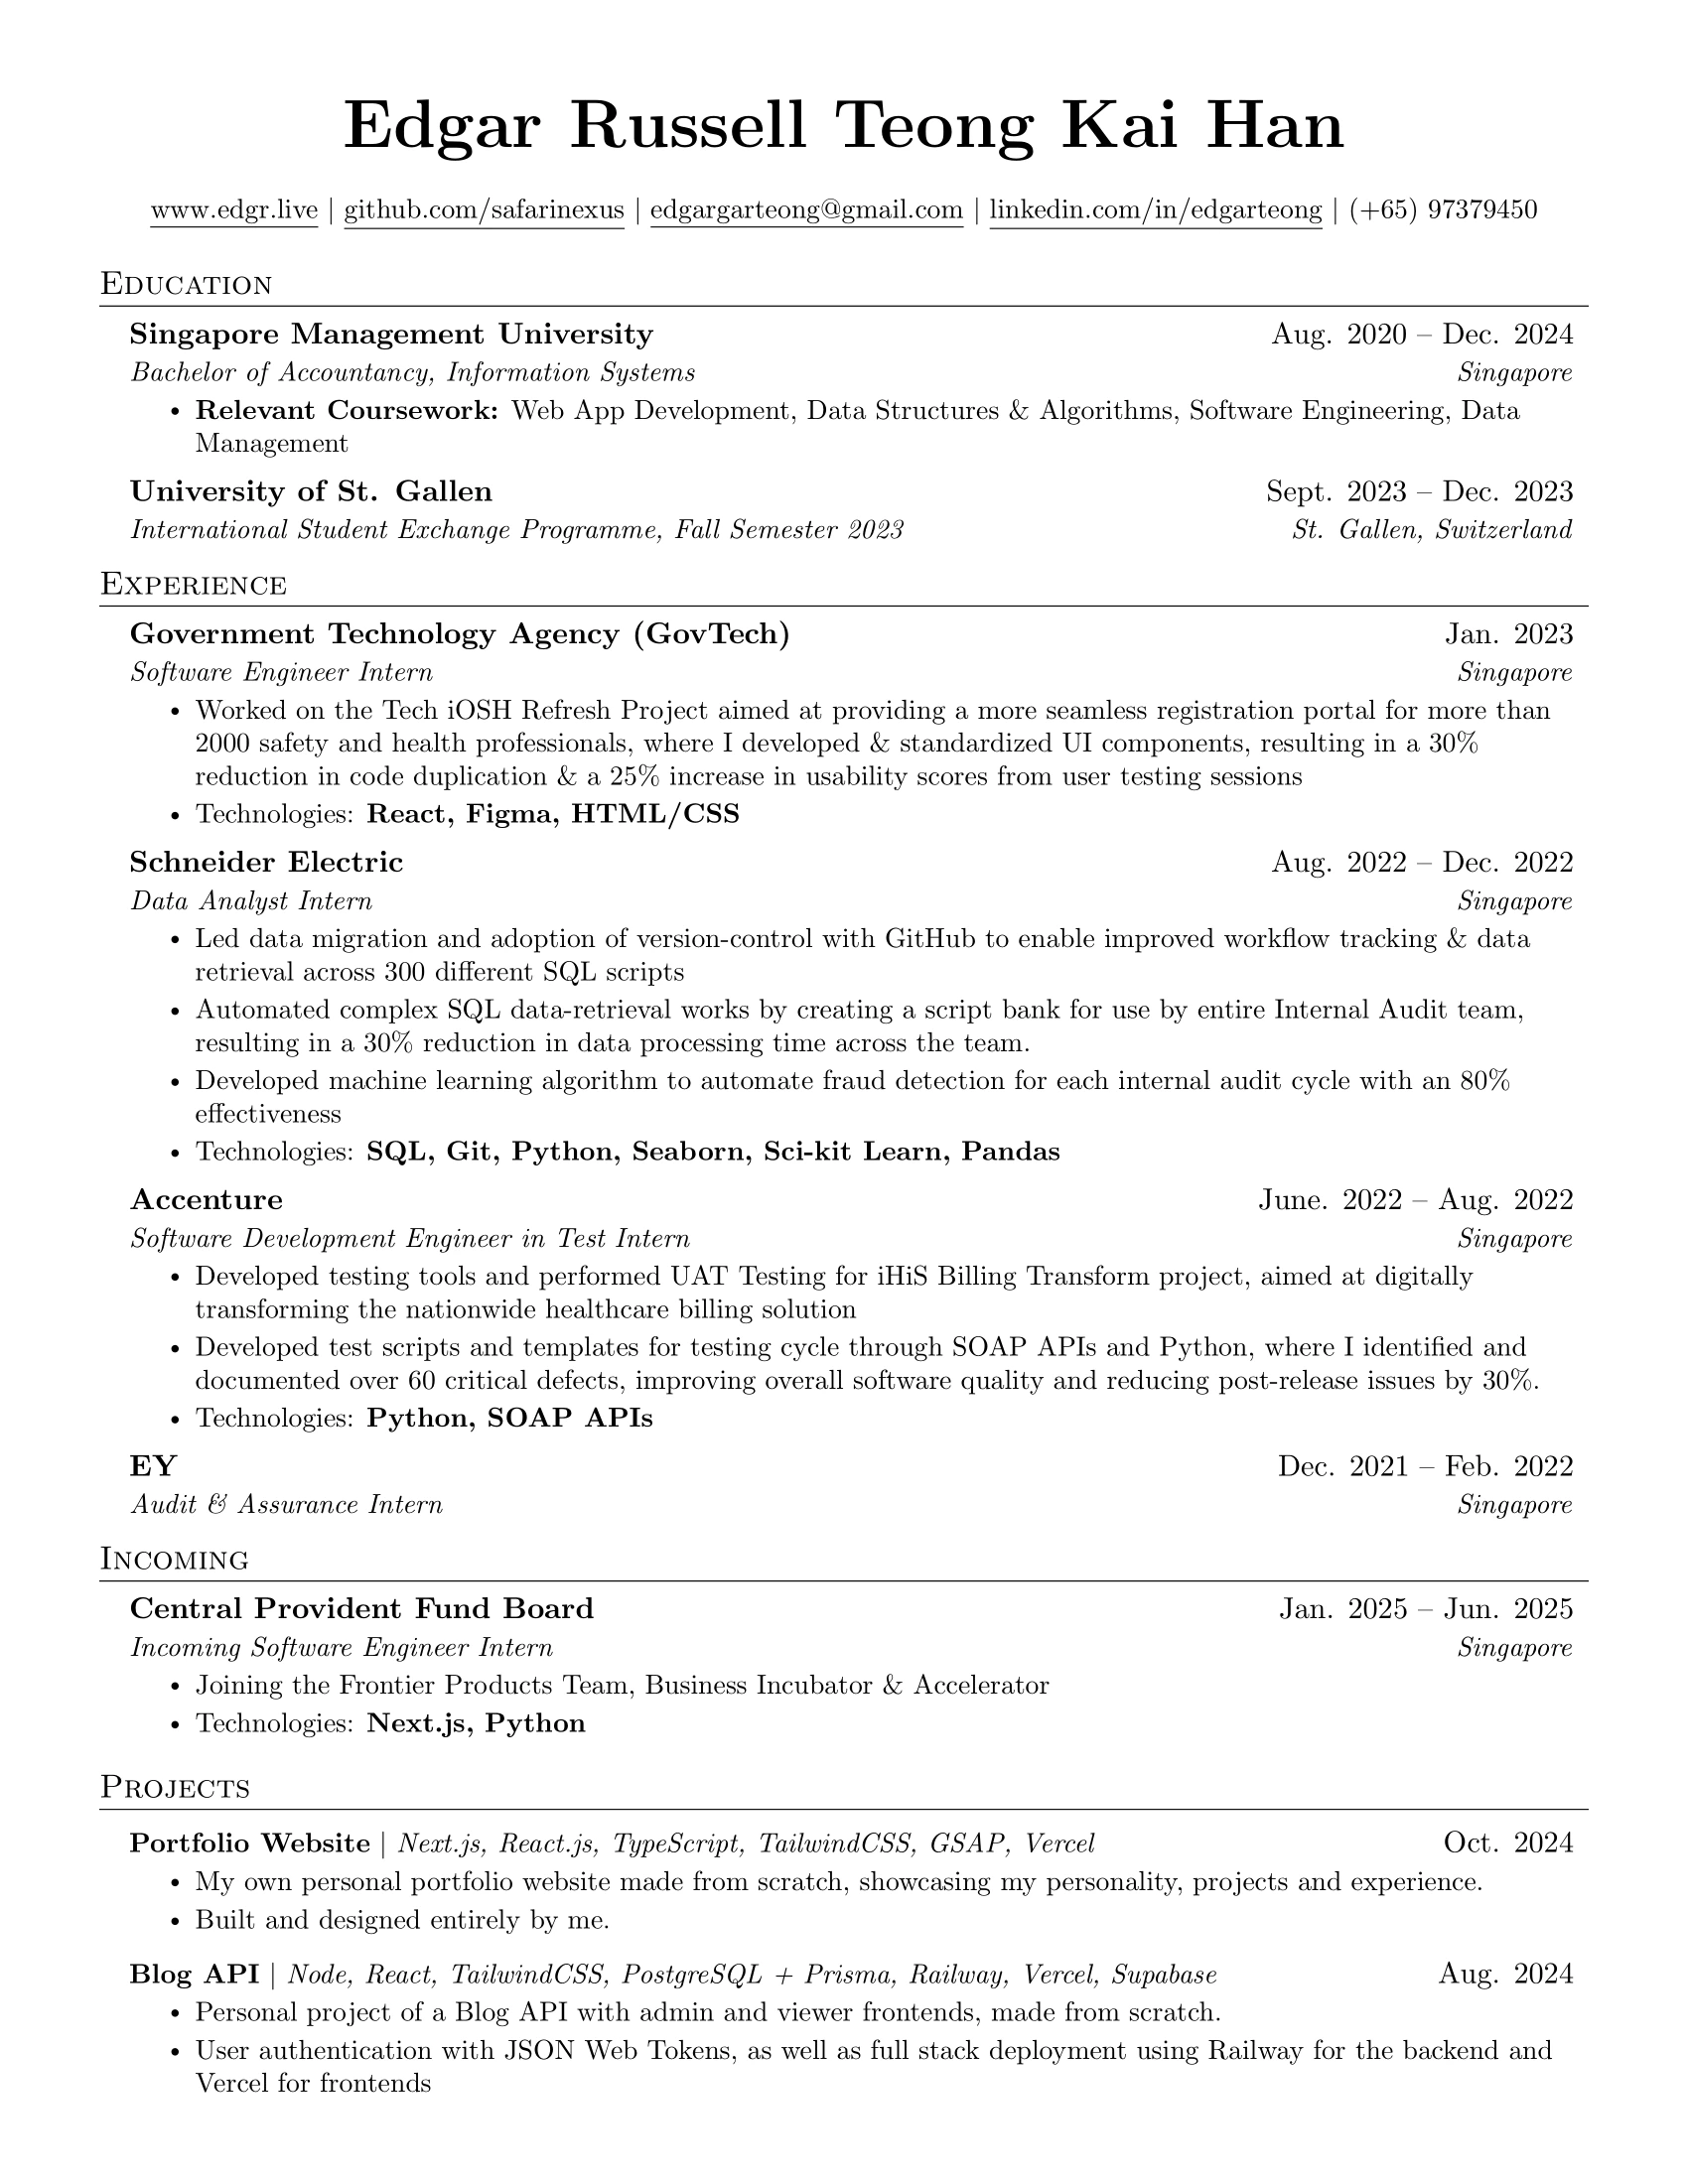 Edgar Russell Teong Kai Han
www.edgr.live | github.com/safarinexus | edgargarteong@gmail.com | linkedin.com/in/edgarteong | (+65) 97379450
Education
Singapore Management University Aug. 2020 – Dec. 2024
Bachelor of Accountancy, Information Systems Singapore
• Relevant Coursework: Web App Development, Data Structures & Algorithms, Software Engineering, Data
Management
University of St. Gallen Sept. 2023 – Dec. 2023
International Student Exchange Programme, Fall Semester 2023 St. Gallen, Switzerland
Experience
Government Technology Agency (GovTech) Jan. 2023
Software Engineer Intern Singapore
• Worked on the Tech iOSH Refresh Project aimed at providing a more seamless registration portal for more than
2000 safety and health professionals, where I developed & standardized UI components, resulting in a 30%
reduction in code duplication & a 25% increase in usability scores from user testing sessions
• Technologies: React, Figma, HTML/CSS
Schneider Electric Aug. 2022 – Dec. 2022
Data Analyst Intern Singapore
• Led data migration and adoption of version-control with GitHub to enable improved workflow tracking & data
retrieval across 300 different SQL scripts
• Automated complex SQL data-retrieval works by creating a script bank for use by entire Internal Audit team,
resulting in a 30% reduction in data processing time across the team.
• Developed machine learning algorithm to automate fraud detection for each internal audit cycle with an 80%
effectiveness
• Technologies: SQL, Git, Python, Seaborn, Sci-kit Learn, Pandas
Accenture June. 2022 – Aug. 2022
Software Development Engineer in Test Intern Singapore
• Developed testing tools and performed UAT Testing for iHiS Billing Transform project, aimed at digitally
transforming the nationwide healthcare billing solution
• Developed test scripts and templates for testing cycle through SOAP APIs and Python, where I identified and
documented over 60 critical defects, improving overall software quality and reducing post-release issues by 30%.
• Technologies: Python, SOAP APIs
EY Dec. 2021 – Feb. 2022
Audit & Assurance Intern Singapore
Incoming
Central Provident Fund Board Jan. 2025 – Jun. 2025
Incoming Software Engineer Intern Singapore
• Joining the Frontier Products Team, Business Incubator & Accelerator
• Technologies: Next.js, Python
Projects
Portfolio Website | Next.js, React.js, TypeScript, TailwindCSS, GSAP, Vercel Oct. 2024
• My own personal portfolio website made from scratch, showcasing my personality, projects and experience.
• Built and designed entirely by me.
Blog API | Node, React, TailwindCSS, PostgreSQL + Prisma, Railway, Vercel, Supabase Aug. 2024
• Personal project of a Blog API with admin and viewer frontends, made from scratch.
• User authentication with JSON Web Tokens, as well as full stack deployment using Railway for the backend and
Vercel for frontends